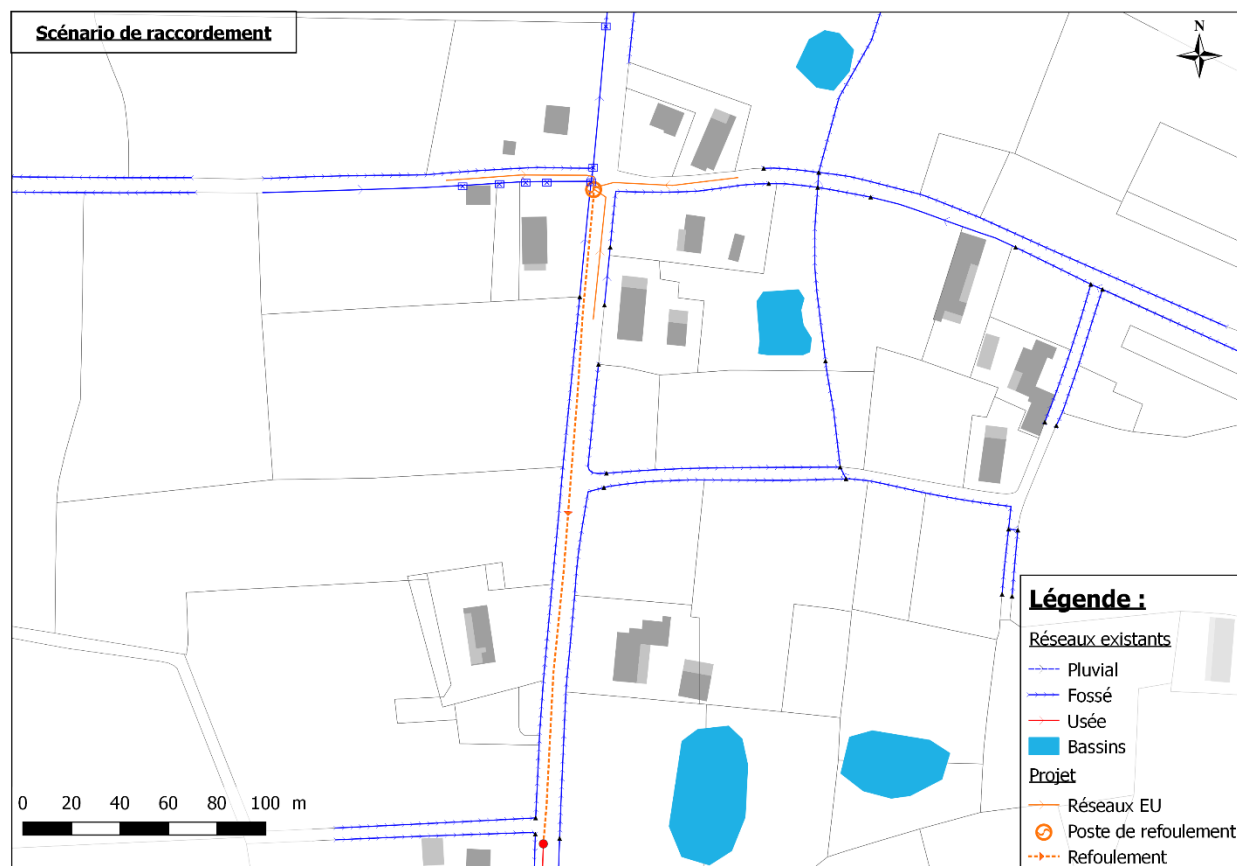 Scénario de raccordement
N
Légende :
Réseaux existants
Pluvial
Fossé
Usée
Bassins
Projet
Réseaux EU
Poste de refoulement
Refoulement
0 20 40 60 80 100 m